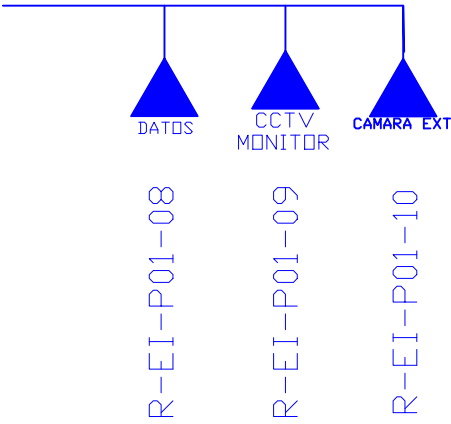 DATOS
CCTV
MONITOR
CAMARA EXT
R-EI-P01-08
R-EI-P01-09
R-EI-P01-10